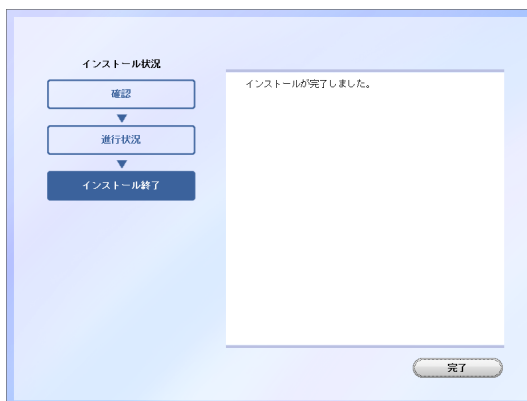 インストール状況
確認
進行状況
インストール終了
インストールが完了しました。
完了